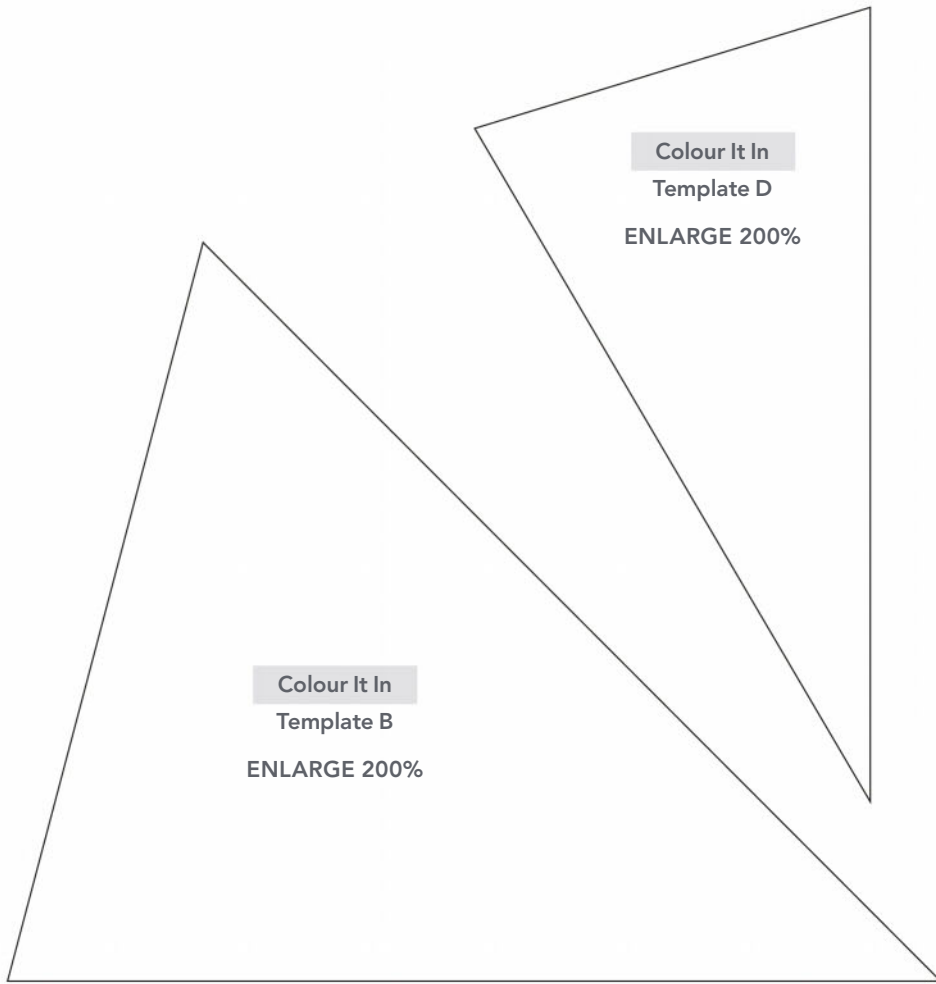 Colour It In
Template D
ENLARGE 200%
Colour It In
Template B
ENLARGE 200%